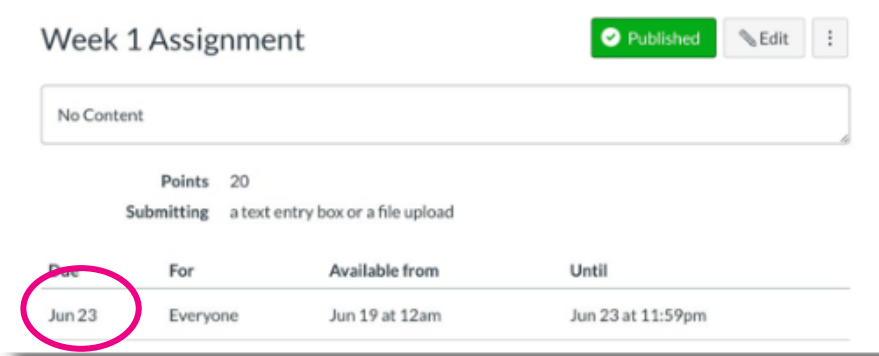 Week 1 Assignment Published Edit
No Content
Points 20
Submitting a text entry box or a file upload
Due For Available from Until
Jun 23 Everyone Jun 19 at 12am Jun 23 at 11:59pm